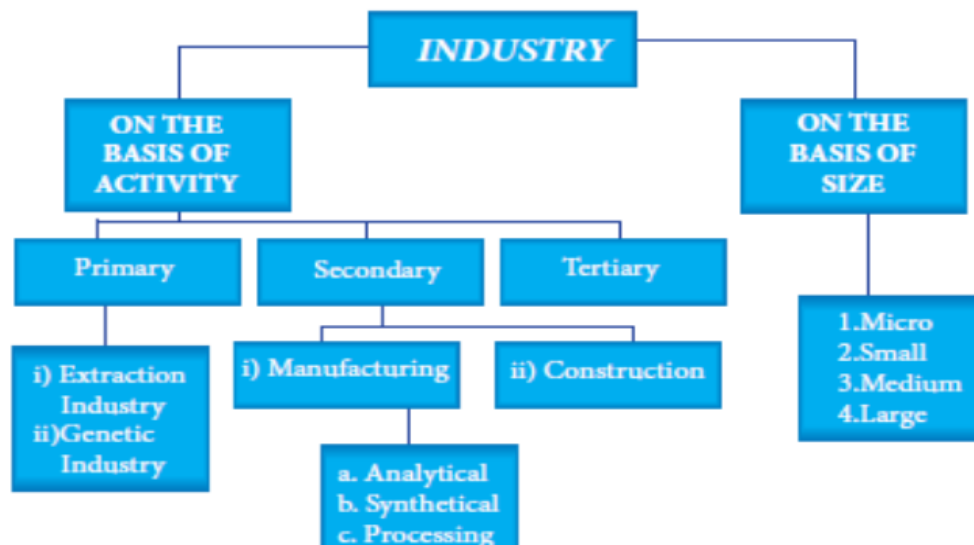 INDUSTRY
ON THE
BASIS OF
ACTIVITY
ON THE
BASIS OF
SIZE
Primary
Secondary
Tertiary
i) Extraction
Industry
ii)Genetic
Industry
i) Manufacturing
ii) Construction
1.Micro
2.Small
3.Medium
4.Large
a. Analytical
b. Synthetical
c. Processing